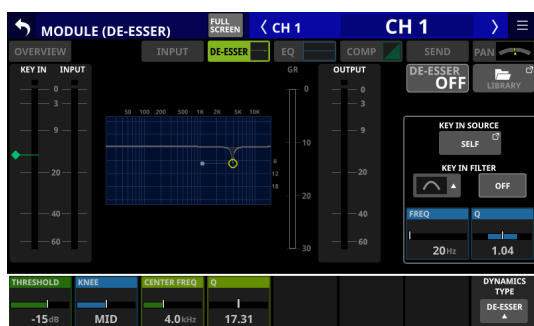 MODULE (DE-ESSER)
FULL
SCREEN
CH 1
CH 1
OVERVIEW
INPUT
DE-ESSER
EQ
COMP
SEND
PAN
KEY IN
INPUT
0
3
9
20
40
60
50 100 200 500 1K 2K 5K 10K
6
12
18
GR
0
10
20
30
OUTPUT
0
3
9
20
40
60
DE-ESSER
OFF
LIBRARY
KEY IN SOURCE
SELF
KEY IN FILTER
OFF
FREQ
20Hz
Q
1.04
THRESHOLD
-15dB
KNEE
MID
CENTER FREQ
4.0kHz
Q
17.31
DYNAMICS
TYPE
DE-ESSER